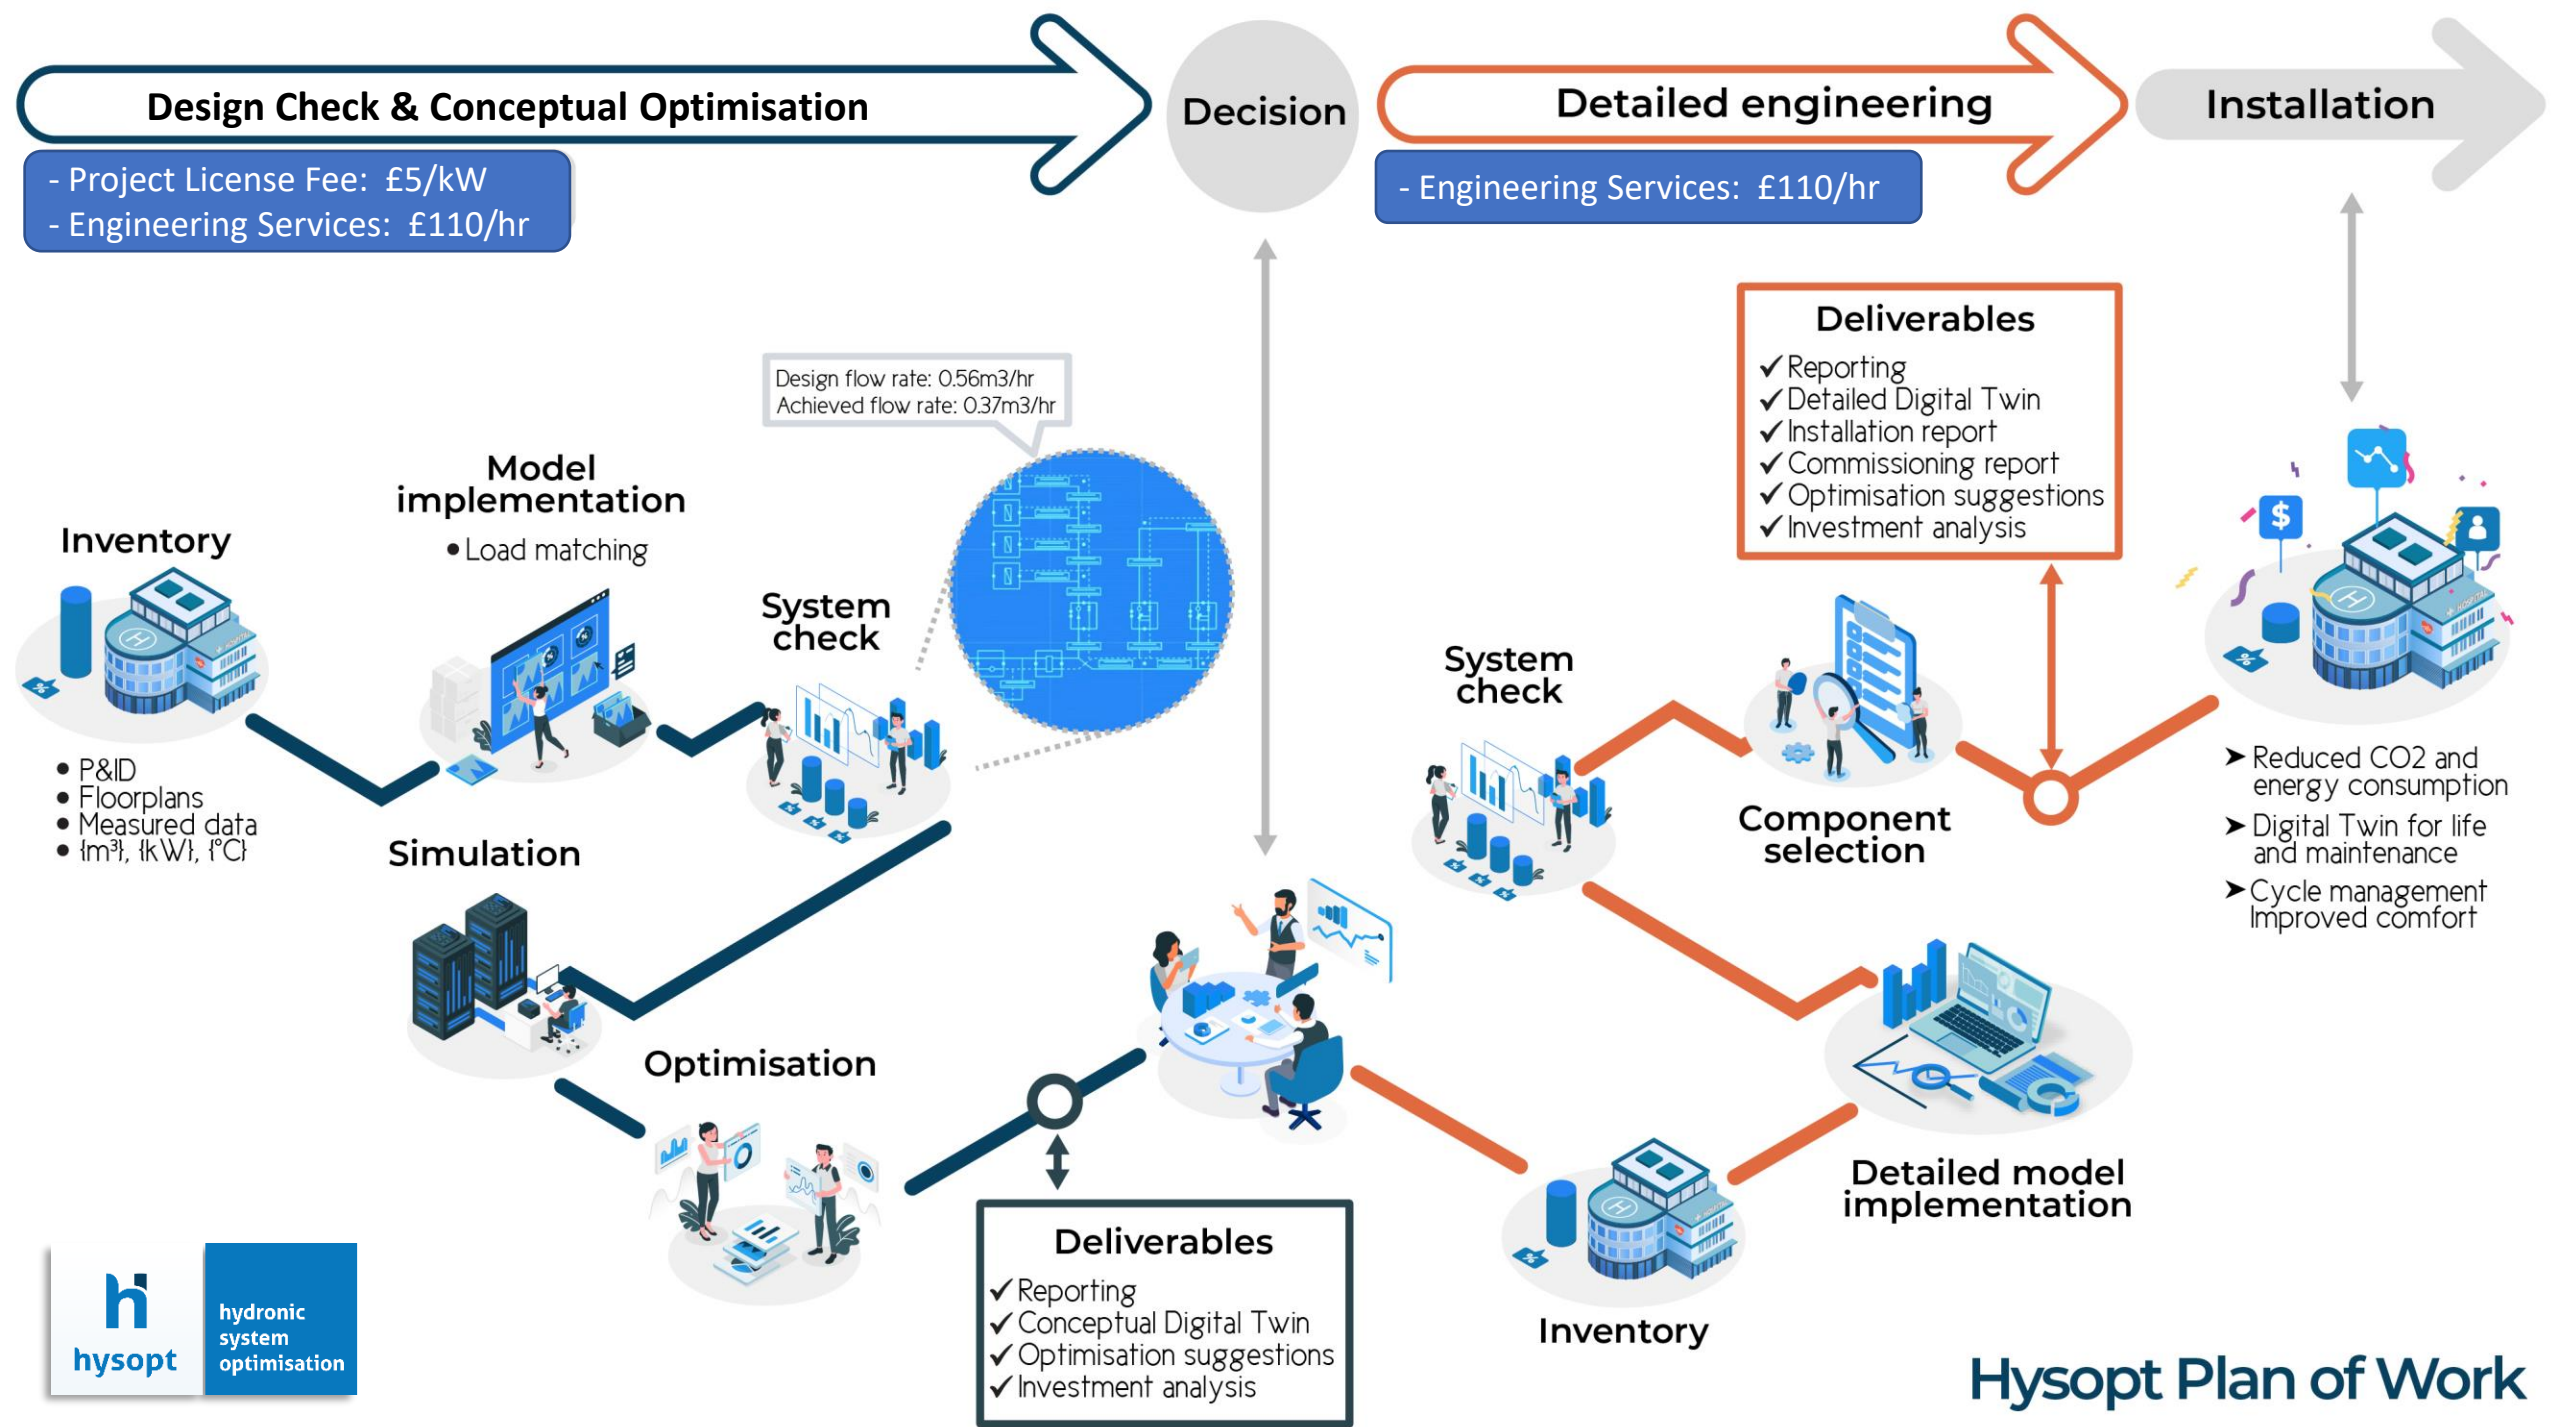 Design Check & Conceptual Optimisation
Decision
Detailed engineering
Installation
- Project License Fee: £5/kW
- Engineering Services: £110/hr
- Engineering Services: £110/hr
Design flow rate: 0.56m3/hr
Achieved flow rate: 0.37m3/hr
Inventory
• P&ID
• Floorplans
• Measured data
• {m³}, {kW}, {°C}
Model
implementation
• Load matching
System
check
Simulation
Optimisation
Deliverables
✓ Reporting
✓ Conceptual Digital Twin
✓ Optimisation suggestions
✓ Investment analysis
Inventory
Detailed model
implementation
System
check
Component
selection
Deliverables
✓ Reporting
✓ Detailed Digital Twin
✓ Installation report
✓ Commissioning report
✓ Optimisation suggestions
✓ Investment analysis
HOSPITAL
➤ Reduced CO2 and
energy consumption
➤ Digital Twin for life
and maintenance
➤ Cycle management
Improved comfort
h
hysopt
hydronic
system
optimisation
Hysopt Plan of Work